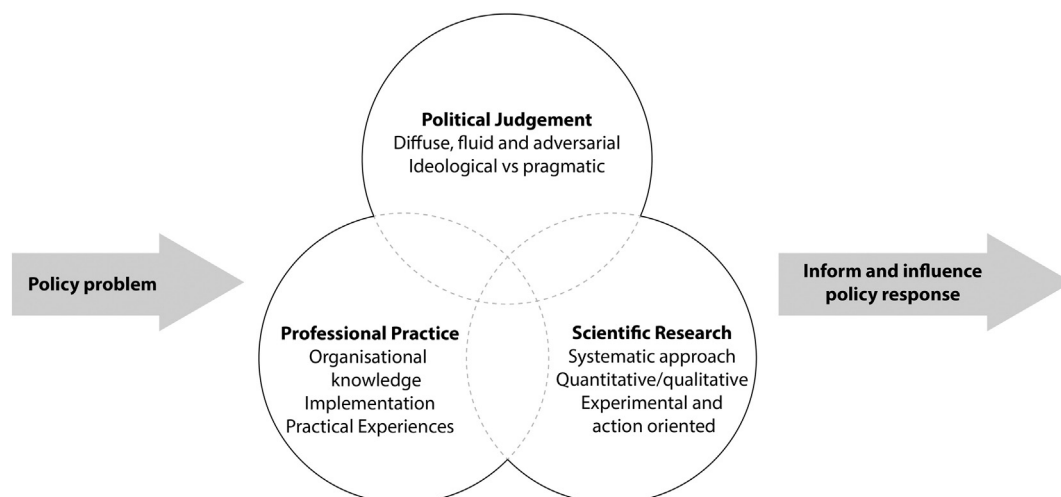 Political Judgement
Diffuse, fluid and adversarial
Ideological vs pragmatic
Policy problem
Inform and influence
policy response
Professional Practice
Organisational
knowledge
Implementation
Practical Experiences
Scientific Research
Systematic approach
Quantitative/qualitative
Experimental and
action oriented